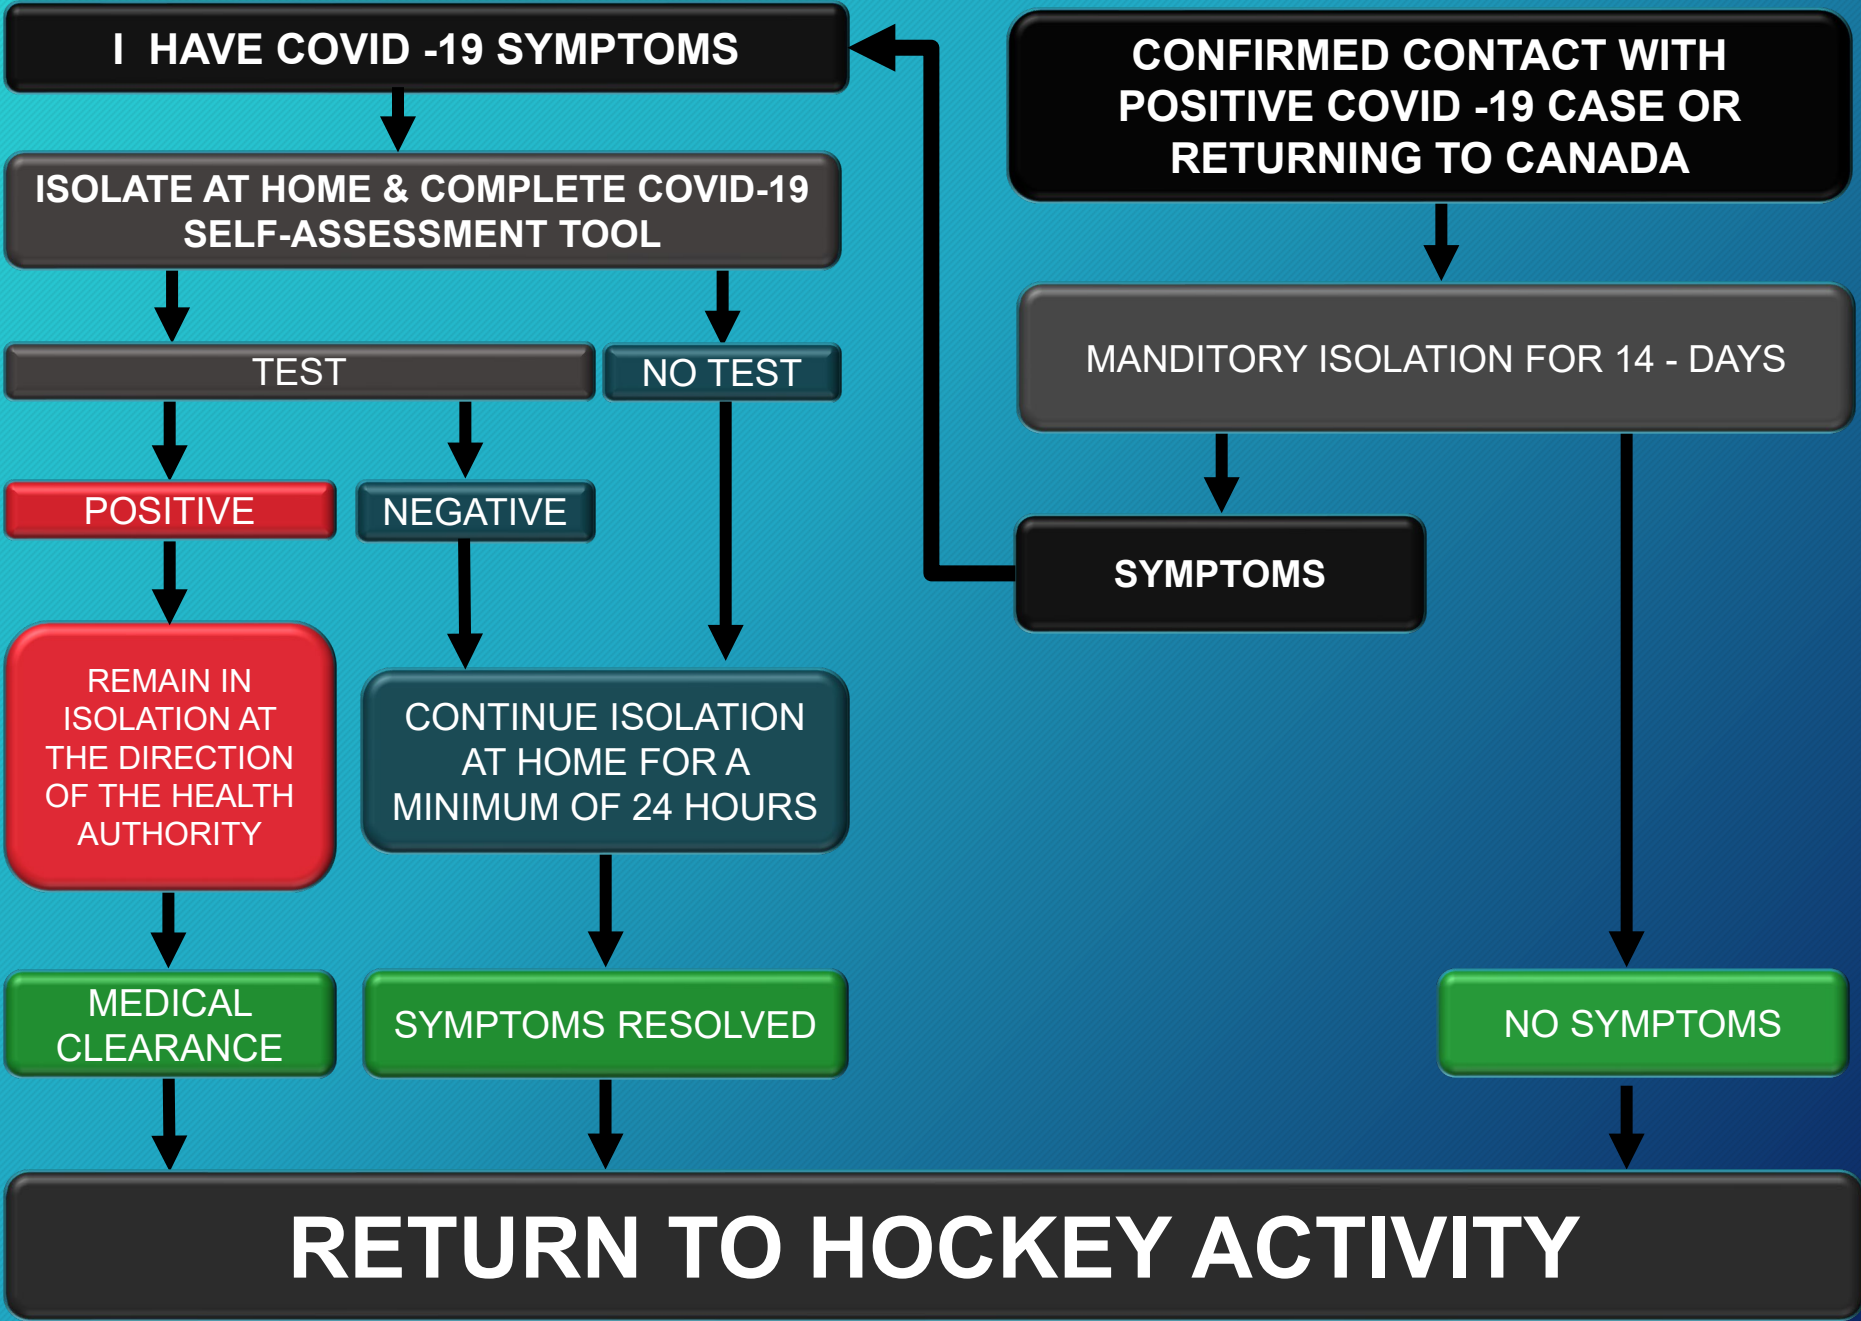 I HAVE COVID -19 SYMPTOMS
ISOLATE AT HOME & COMPLETE COVID-19
SELF-ASSESSMENT TOOL
TEST
NO TEST
POSITIVE
NEGATIVE
REMAIN IN
ISOLATION AT
THE DIRECTION
OF THE HEALTH
AUTHORITY
CONTINUE ISOLATION
AT HOME FOR A
MINIMUM OF 24 HOURS
MEDICAL
CLEARANCE
SYMPTOMS RESOLVED
CONFIRMED CONTACT WITH
POSITIVE COVID -19 CASE OR
RETURNING TO CANADA
MANDITORY ISOLATION FOR 14 - DAYS
SYMPTOMS
NO SYMPTOMS
RETURN TO HOCKEY ACTIVITY